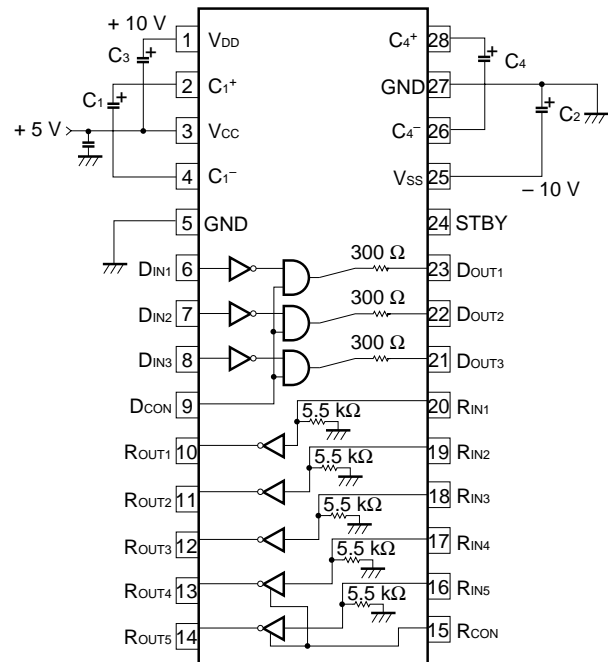 + 10 V
1 VDD
C3
+
2 C1+
C1
+
+ 5 V
3 VCC
4 C1−
5 GND
DIN1 6
DIN2 7
DIN3 8
DCON 9
ROUT1 10
ROUT2 11
ROUT3 12
ROUT4 13
ROUT5 14
C4+ 28
+
C4
GND 27
+
C2
C4− 26
VSS 25
− 10 V
24 STBY
300 Ω
23 DOUT1
300 Ω
22 DOUT2
300 Ω
21 DOUT3
20 RIN1
5.5 kΩ
19 RIN2
5.5 kΩ
18 RIN3
5.5 kΩ
17 RIN4
5.5 kΩ
16 RIN5
5.5 kΩ
15 RCON